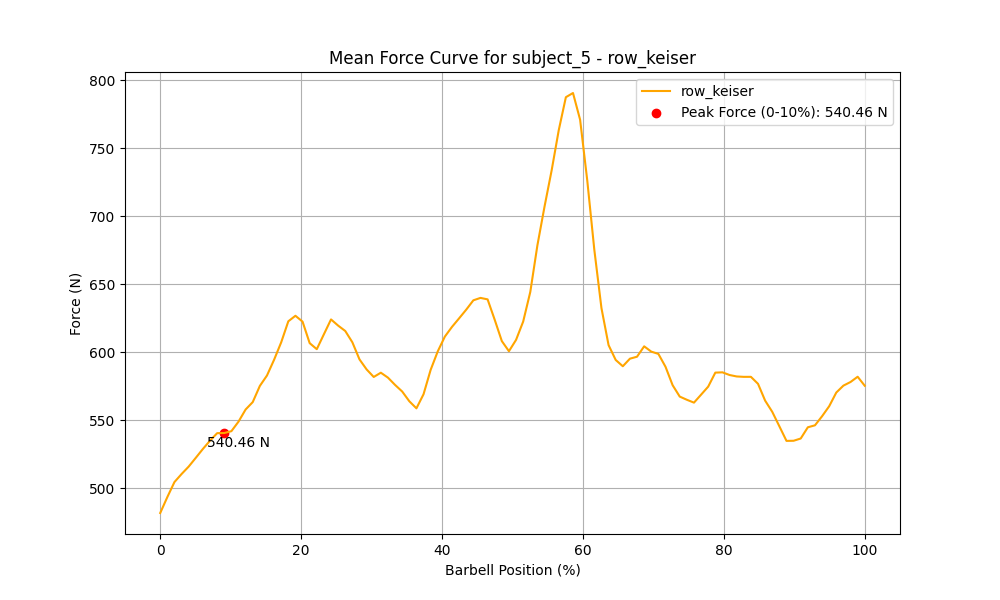 Mean Force Curve for subject_5 - row_keiser
row_keiser
Peak Force (0-10%): 540.46 N
800
750
700
650
600
550
500
Force (N)
540.46 N
0 20 40 60 80 100
Barbell Position (%)